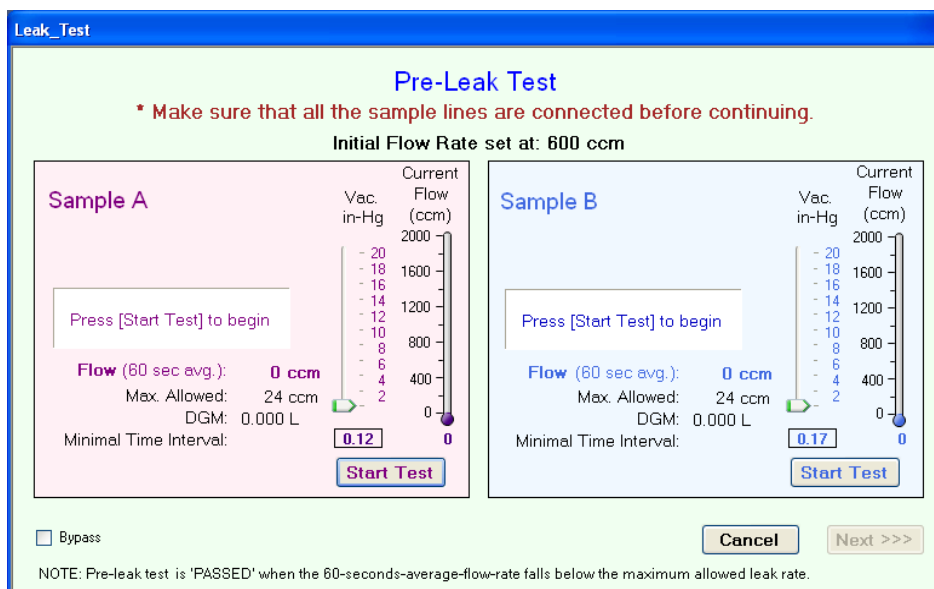 Leak_Test
Pre-Leak Test
* Make sure that all the sample lines are connected before continuing.
Initial Flow Rate set at: 600 ccm
Sample A
Vac.
in-Hg
Current
Flow
(ccm)
20
18
16
14
12
10
8
6
4
2
2000
1600
1200
800
400
0
Press [Start Test] to begin
Flow (60 sec avg.): 0 ccm
Max. Allowed: 24 ccm
DGM: 0.000 L
Minimal Time Interval:
0.12
0
Start Test
Sample B
Vac.
in-Hg
Current
Flow
(ccm)
20
18
16
14
12
10
8
6
4
2
2000
1600
1200
800
400
0
Press [Start Test] to begin
Flow (60 sec avg.): 0 ccm
Max. Allowed: 24 ccm
DGM: 0.000 L
Minimal Time Interval:
0.17
0
Start Test
Bypass
Cancel
Next >>>
NOTE: Pre-leak test is 'PASSED' when the 60-seconds-average-flow-rate falls below the maximum allowed leak rate.